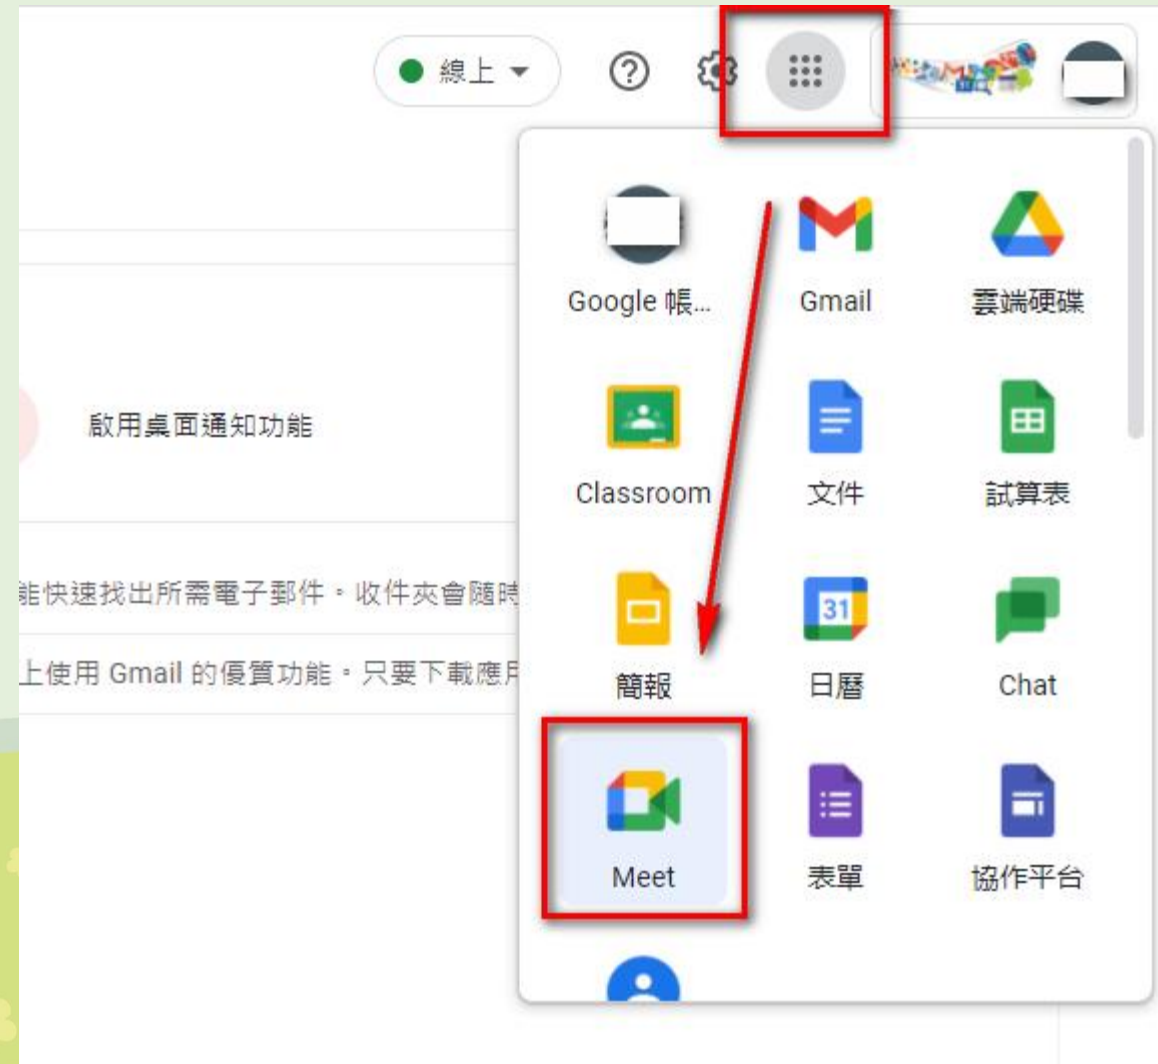 線上
Google 帳...
Gmail
雲端硬碟
Classroom
文件
試算表
簡報
31
日曆
Chat
Meet
表單
協作平台
啟用桌面通知功能
能快速找出所需電子郵件。收件夾會隨時
上使用 Gmail 的優質功能。只要下載應用